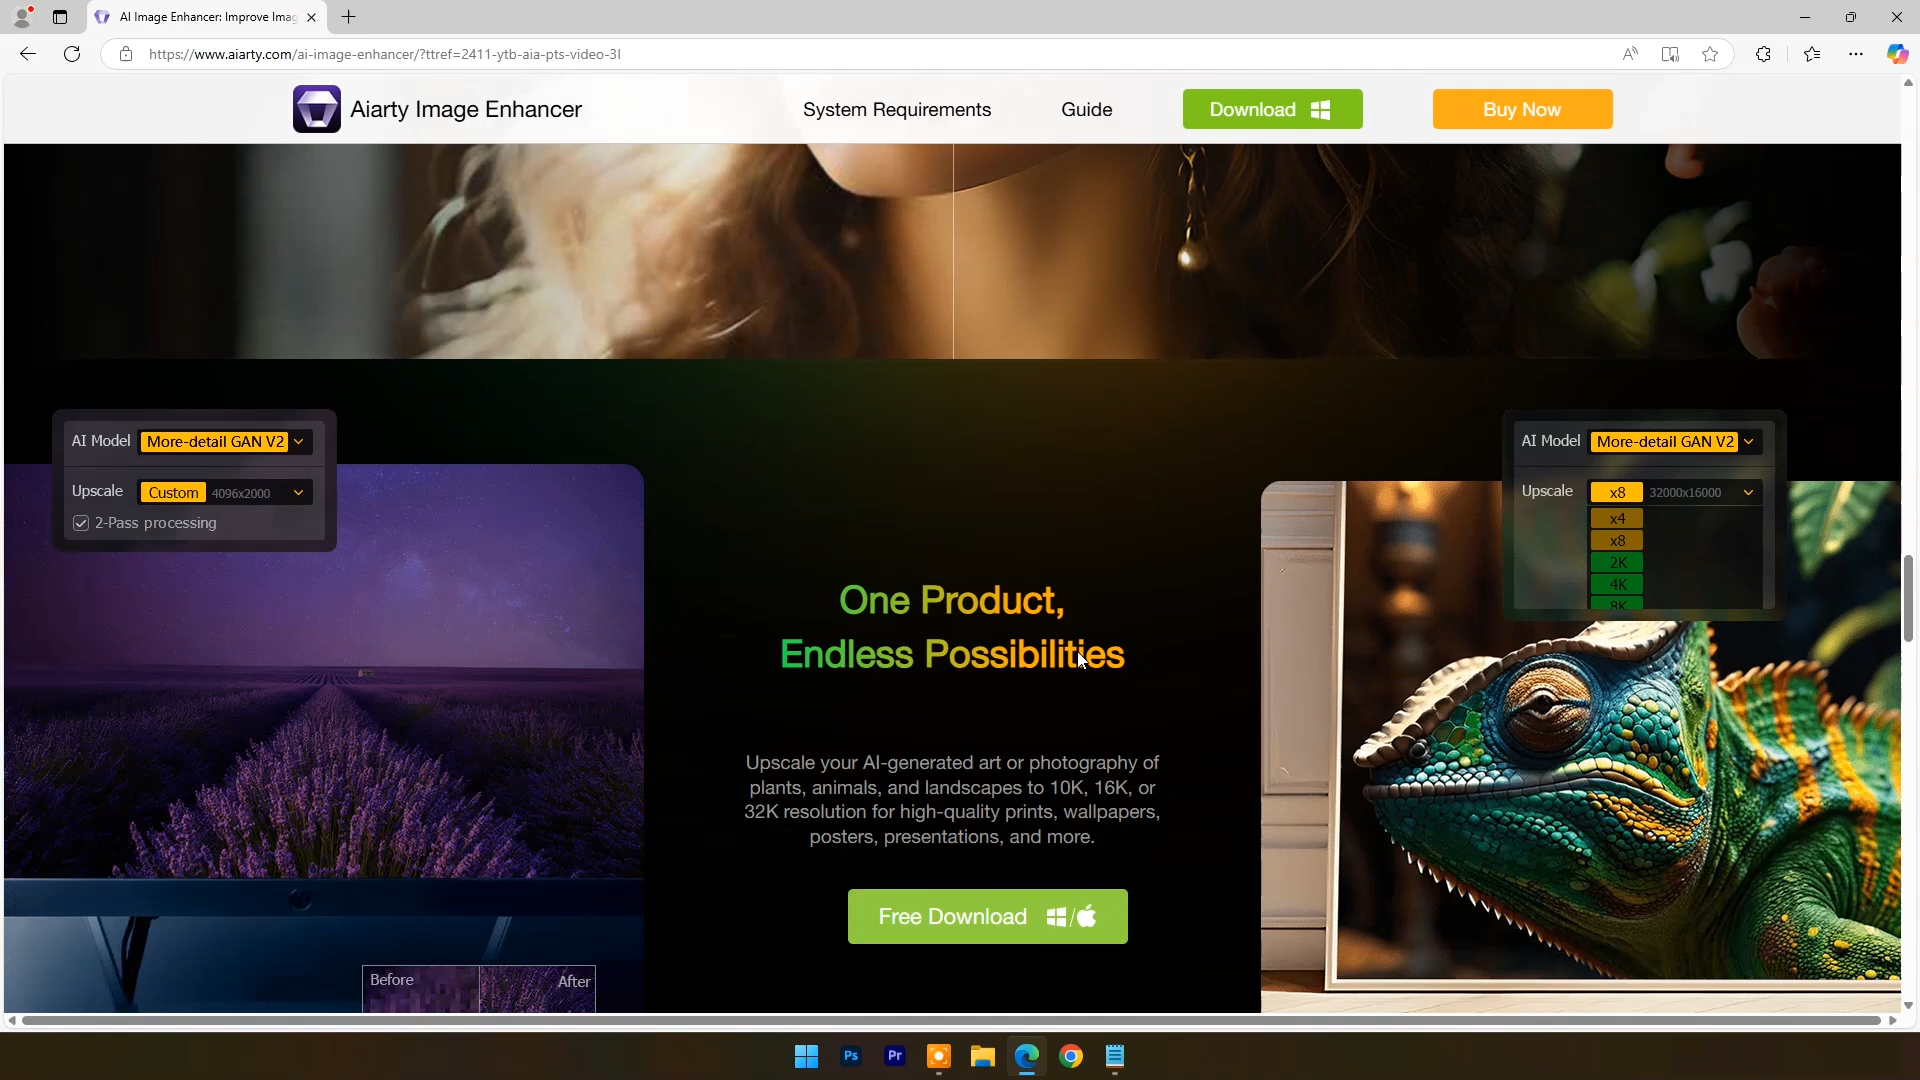 AI Image Enhancer: Improve Imag
https://www.aiarty.com/ai-image-enhancer/?ttref=2411-ytb-aia-pts-video-3l
Aiarty Image Enhancer
System Requirements
Guide
Download
Buy Now
AI Model More-detail GAN V2
Upscale Custom 4096x2000
2-Pass processing
AI Model More-detail GAN V2
Upscale x8 32000x16000
x4
x8
2K
4K
8K
One Product,
Endless Possibilities
Upscale your AI-generated art or photography of
plants, animals, and landscapes to 10K, 16K, or
32K resolution for high-quality prints, wallpapers,
posters, presentations, and more.
Free Download /
Before
After
Ps
Pr